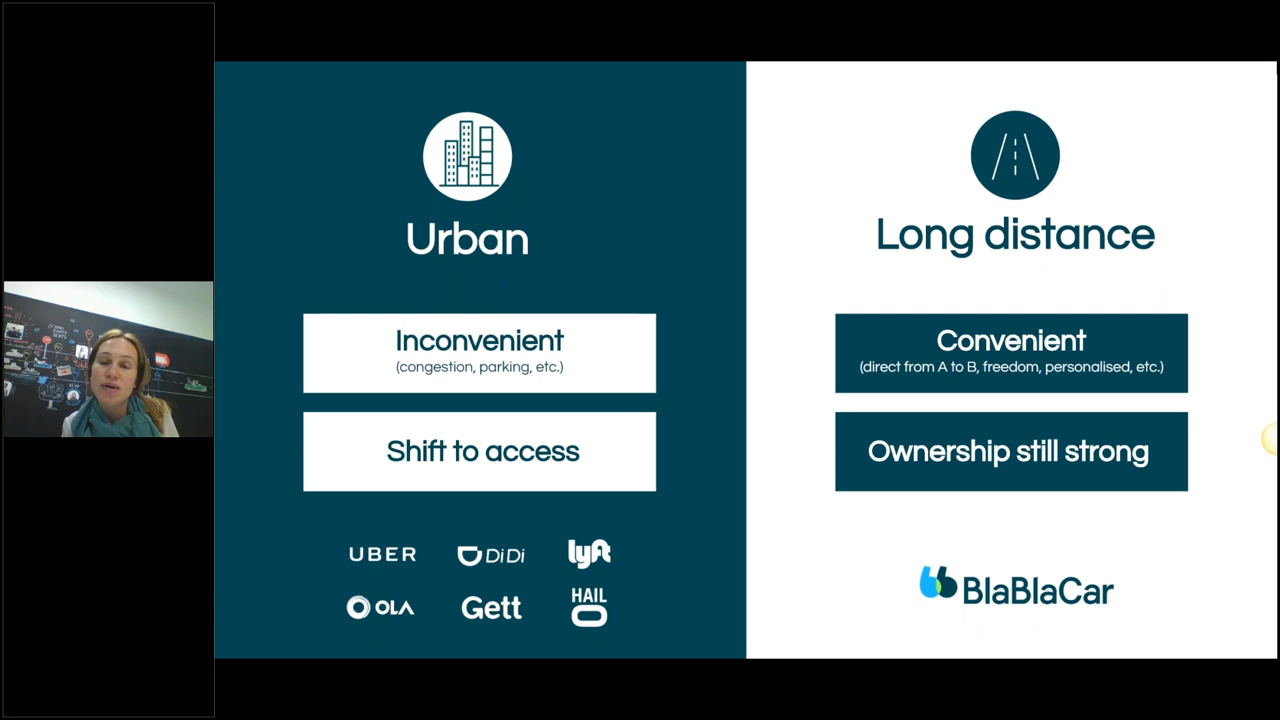 Urban
Inconvenient
(congestion, parking, etc.)
Shift to access
UBER
DiDi
lyft
OLA
Gett
HAIL
O
Long distance
Convenient
(direct from A to B, freedom, personalised, etc.)
Ownership still strong
BlaBlaCar